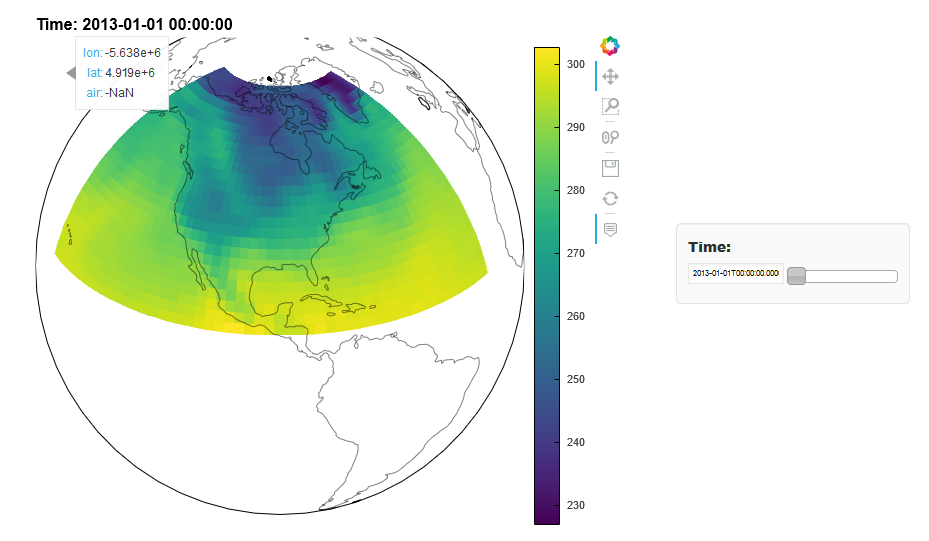 Time: 2013-01-01 00:00:00
lon: -5.638e+6
lat: 4.919e+6
air: -NaN
300
290
280
270
260
250
240
230
Time:
2013-01-01T00:00:00.000